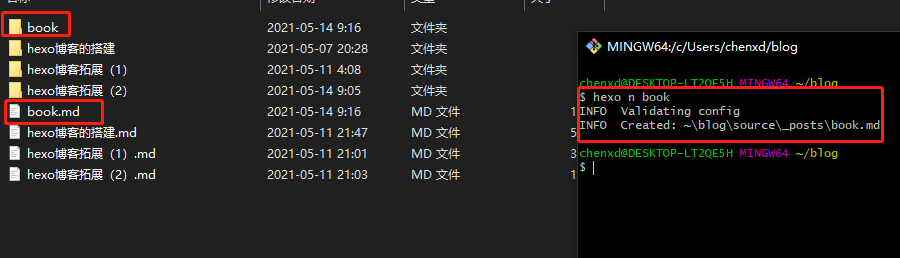 book 2021-05-14 9:16 文件夹
hexo博客的搭建 2021-05-07 20:28 文件夹
hexo博客拓展（1） 2021-05-11 4:08 文件夹
hexo博客拓展（2） 2021-05-14 9:05 文件夹
book.md 2021-05-14 9:16 MD 文件 1
hexo博客的搭建.md 2021-05-11 21:47 MD 文件 5
hexo博客拓展（1）.md 2021-05-11 21:01 MD 文件 3
hexo博客拓展（2）.md 2021-05-11 21:03 MD 文件 1
MINGW64:/c/Users/chenxd/blog
chenxd@DESKTOP-LT2QE5H MINGW64 ~/blog
$ hexo n book
INFO  Validating config
INFO  Created: ~\blog\source\_posts\book.md
chenxd@DESKTOP-LT2QE5H MINGW64 ~/blog
$